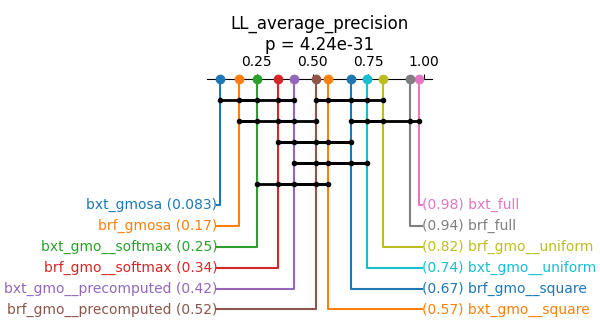 LL_average_precision
p = 4.24e-31
0.25 0.50 0.75 1.00
bxt_gmosa (0.083) (0.98) bxt_full
brf_gmosa (0.17) (0.94) brf_full
bxt_gmo__softmax (0.25) (0.82) brf_gmo__uniform
brf_gmo__softmax (0.34) (0.74) bxt_gmo__uniform
bxt_gmo__precomputed (0.42) (0.67) brf_gmo__square
brf_gmo__precomputed (0.52) (0.57) bxt_gmo__square